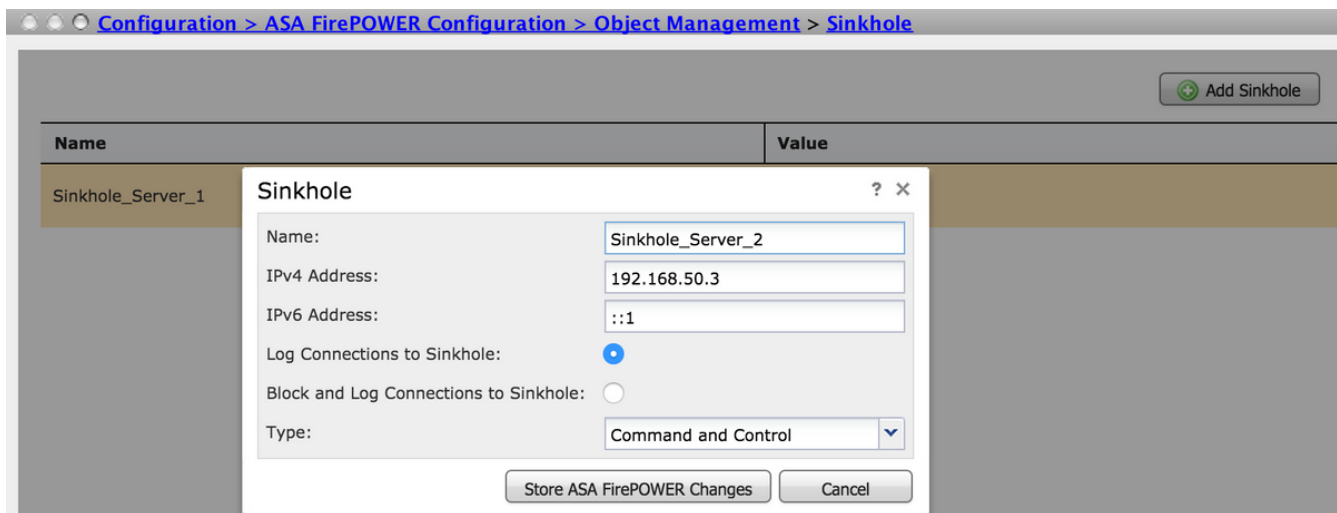 Configuration > ASA FirePOWER Configuration > Object Management > Sinkhole
Add Sinkhole
Name Value
Sinkhole_Server_1
Sinkhole ? ×
Name: Sinkhole_Server_2
IPv4 Address: 192.168.50.3
IPv6 Address: ::1
Log Connections to Sinkhole:
Block and Log Connections to Sinkhole:
Type: Command and Control
Store ASA FirePOWER Changes Cancel